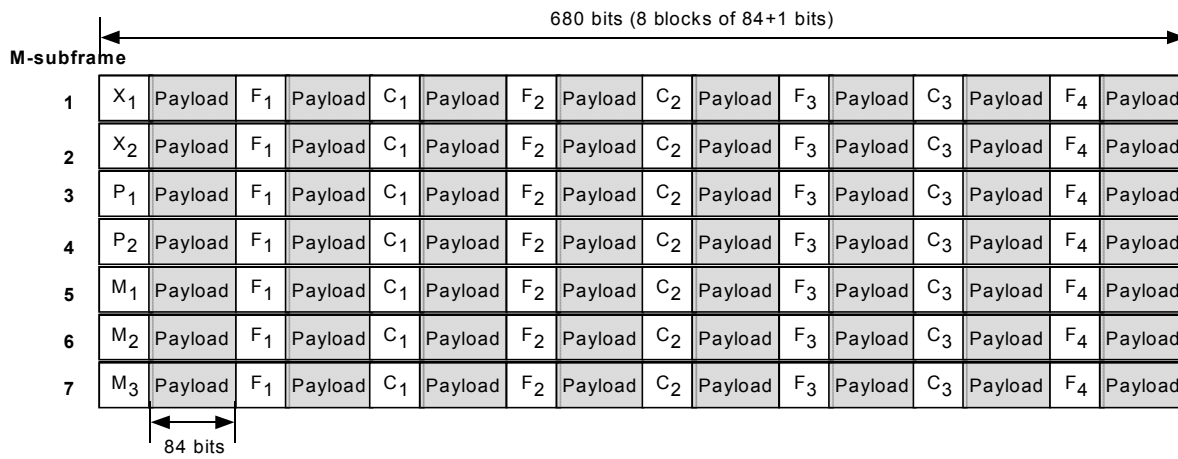 680 bits (8 blocks of 84+1 bits)
M-subframe
1 X1 Payload F1 Payload C1 Payload F2 Payload C2 Payload F3 Payload C3 Payload F4 Payload
2 X2 Payload F1 Payload C1 Payload F2 Payload C2 Payload F3 Payload C3 Payload F4 Payload
3 P1 Payload F1 Payload C1 Payload F2 Payload C2 Payload F3 Payload C3 Payload F4 Payload
4 P2 Payload F1 Payload C1 Payload F2 Payload C2 Payload F3 Payload C3 Payload F4 Payload
5 M1 Payload F1 Payload C1 Payload F2 Payload C2 Payload F3 Payload C3 Payload F4 Payload
6 M2 Payload F1 Payload C1 Payload F2 Payload C2 Payload F3 Payload C3 Payload F4 Payload
7 M3 Payload F1 Payload C1 Payload F2 Payload C2 Payload F3 Payload C3 Payload F4 Payload
84 bits